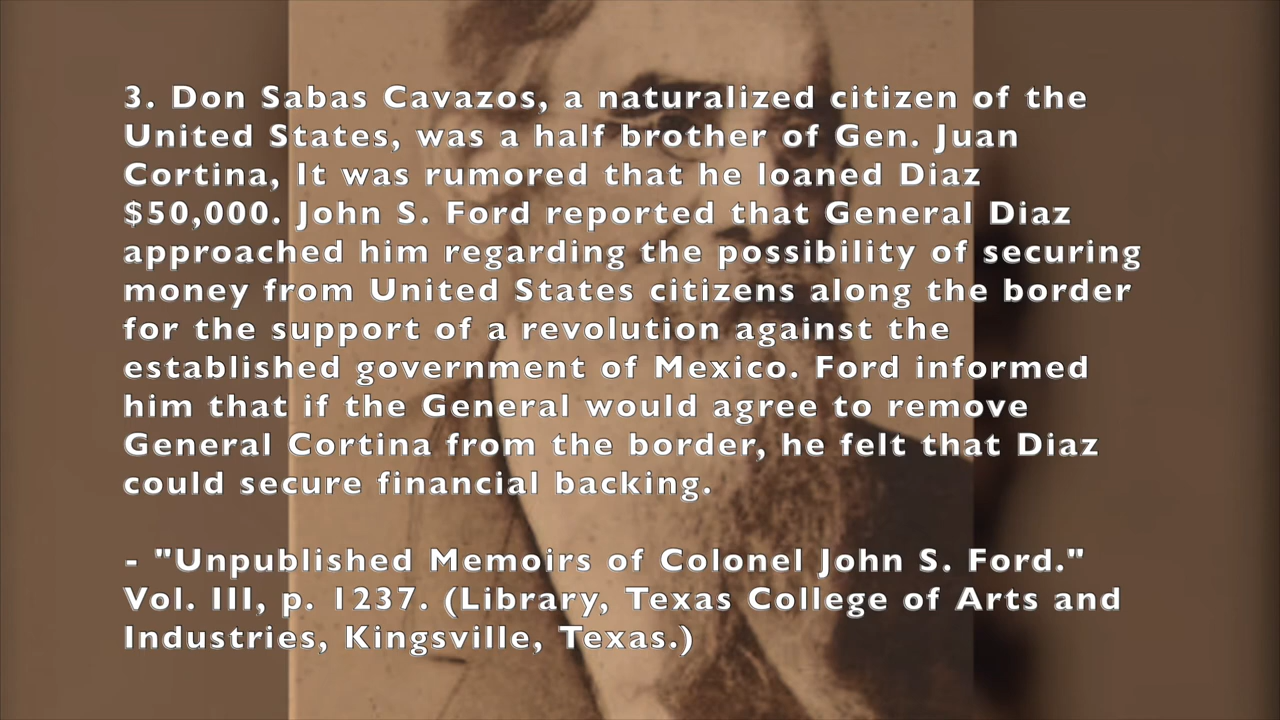 3. Don Sabas Cavazos, a naturalized citizen of the
United States, was a half brother of Gen. Juan
Cortina, It was rumored that he loaned Diaz
$50,000. John S. Ford reported that General Diaz
approached him regarding the possibility of securing
money from United States citizens along the border
for the support of a revolution against the
established government of Mexico. Ford informed
him that if the General would agree to remove
General Cortina from the border, he felt that Diaz
could secure financial backing.
- "Unpublished Memoirs of Colonel John S. Ford."
Vol. III, p. 1237. (Library, Texas College of Arts and
Industries, Kingsville, Texas.)